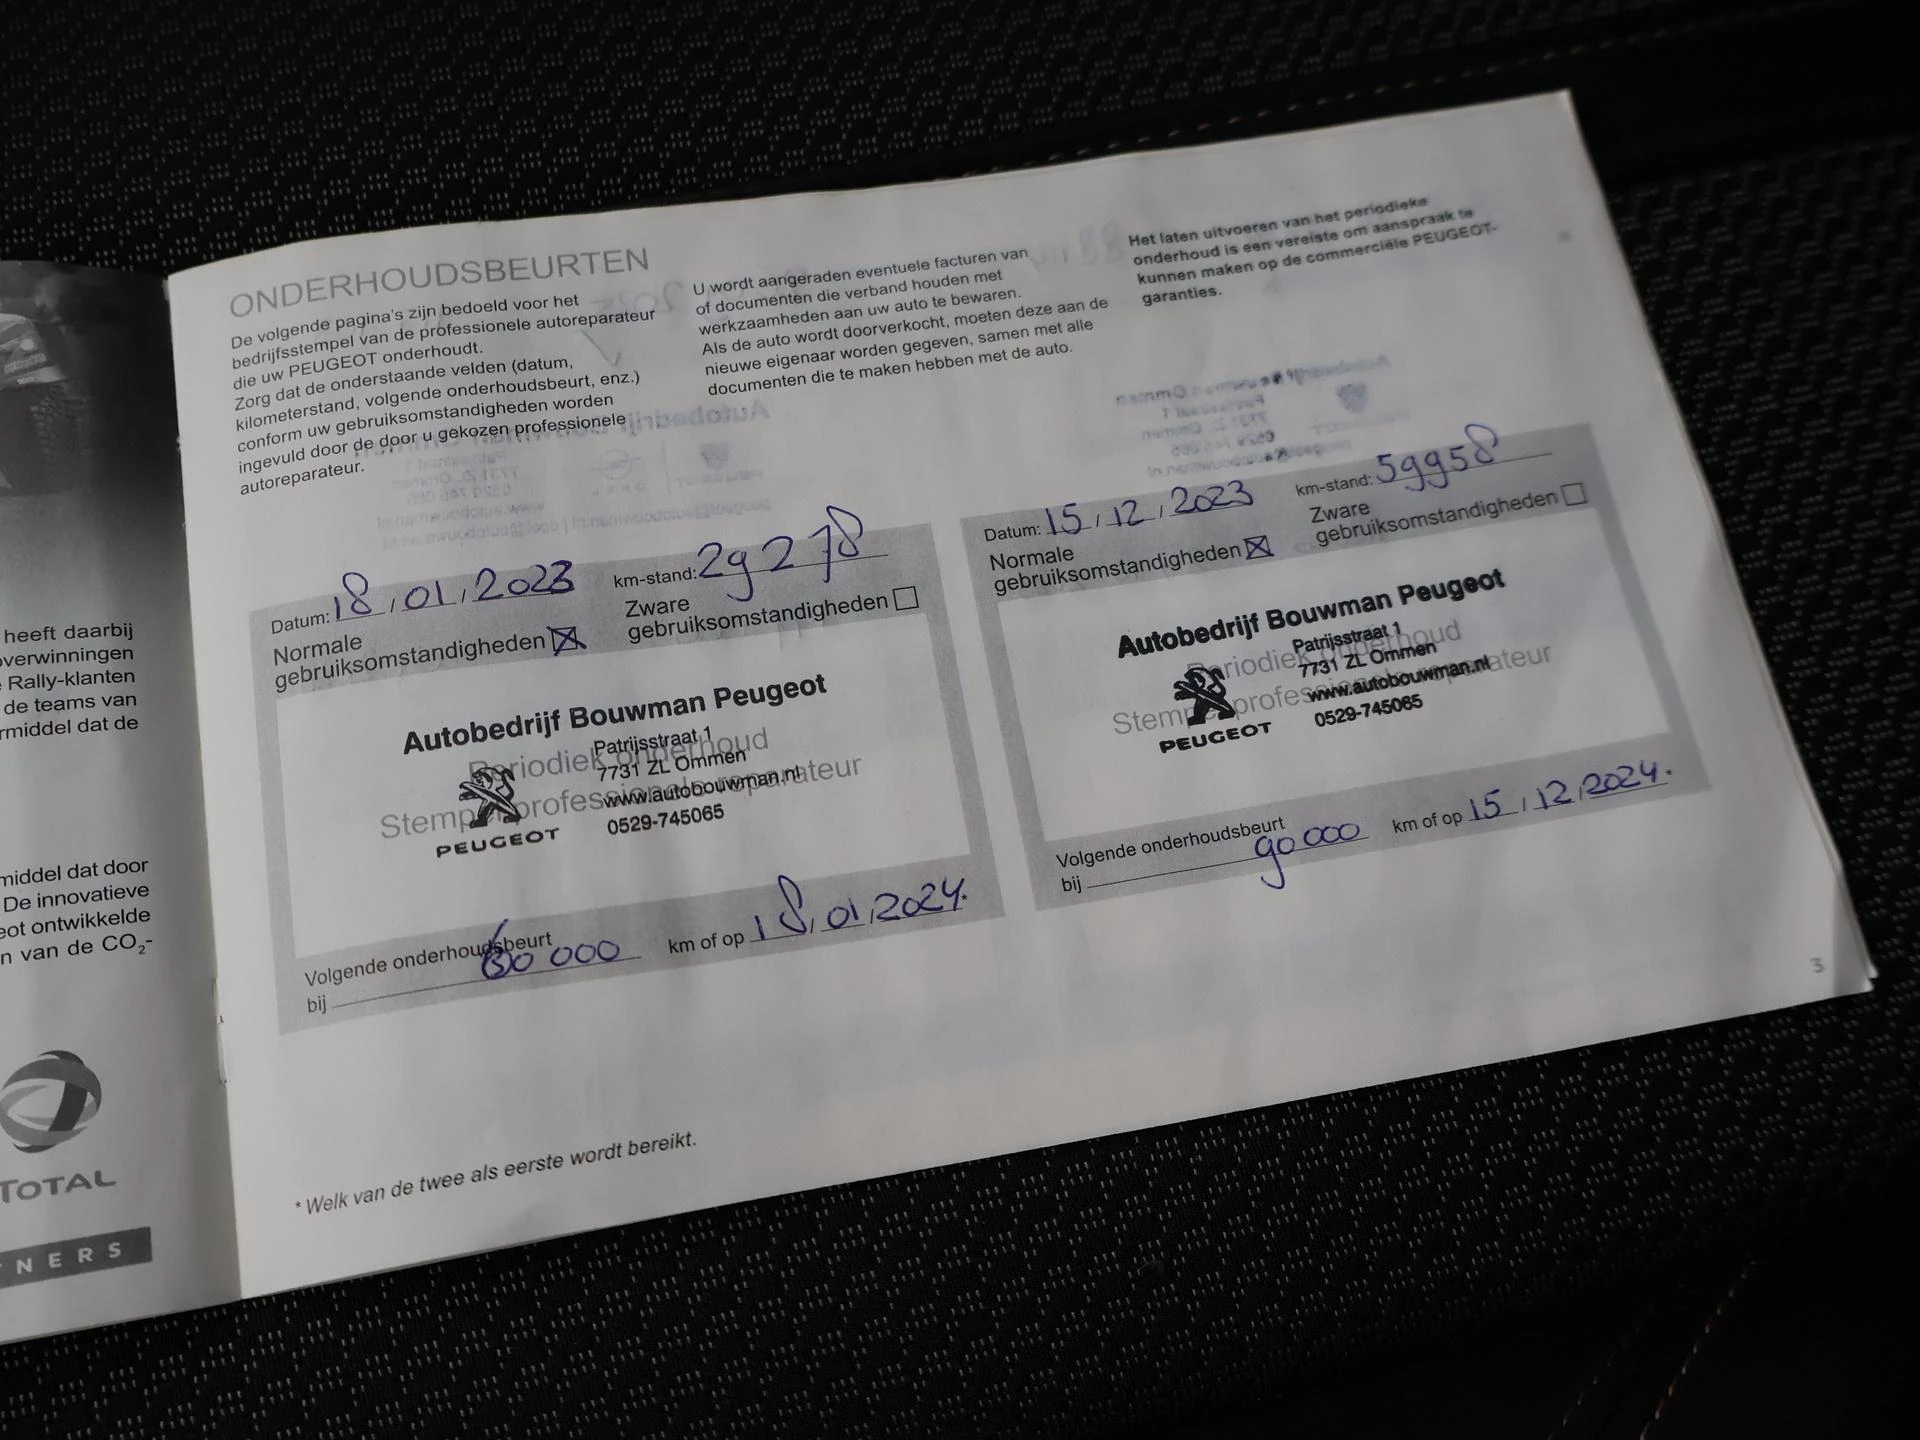 heeft daarbij
overwinningen
Rally-klanten
de teams van
rmiddel dat de
middel dat door
De innovatieve
eot ontwikkelde
n van de CO₂-
TOTAL
NERS
ONDERHOUDSBEURTEN
De volgende pagina's zijn bedoeld voor het
bedrijfsstempel van de professionele autoreparateur
die uw PEUGEOT onderhoudt.
Zorg dat de onderstaande velden (datum,
kilometerstand, volgende onderhoudsbeurt, enz.)
conform uw gebruiksomstandigheden worden
ingevuld door de door u gekozen professionele
autoreparateur.
U wordt aangeraden eventuele facturen van
of documenten die verband houden met
werkzaamheden aan uw auto te bewaren.
Als de auto wordt doorverkocht, moeten deze aan de
nieuwe eigenaar worden gegeven, samen met alle
documenten die te maken hebben met de auto.
Het laten uitvoeren van het periodieke
onderhoud is een vereiste om aanspraak te
kunnen maken op de commerciële PEUGEOT-
garanties.
Datum: 18 / 01 / 2023 km-stand: 29278
Normale
gebruiksomstandigheden
Zware
gebruiksomstandigheden
Autobedrijf Bouwman Peugeot
Patrijsstraat 1
Periodiek onderhoud
7731 ZL Ommen
Stempel professionele reparateur
www.autobouwman.nl
0529-745065
PEUGEOT
Volgende onderhoudsbeurt
bij 60 000 km of op 18 / 01 / 2024*
Datum: 15 / 12 / 2023 km-stand: 59958
Normale
gebruiksomstandigheden
Zware
gebruiksomstandigheden
Autobedrijf Bouwman Peugeot
Patrijsstraat 1
Periodiek onderhoud
7731 ZL Ommen
Stempel professionele reparateur
www.autobouwman.nl
0529-745065
PEUGEOT
Volgende onderhoudsbeurt
bij 90 000 km of op 15 / 12 / 2024*
* Welk van de twee als eerste wordt bereikt.
3